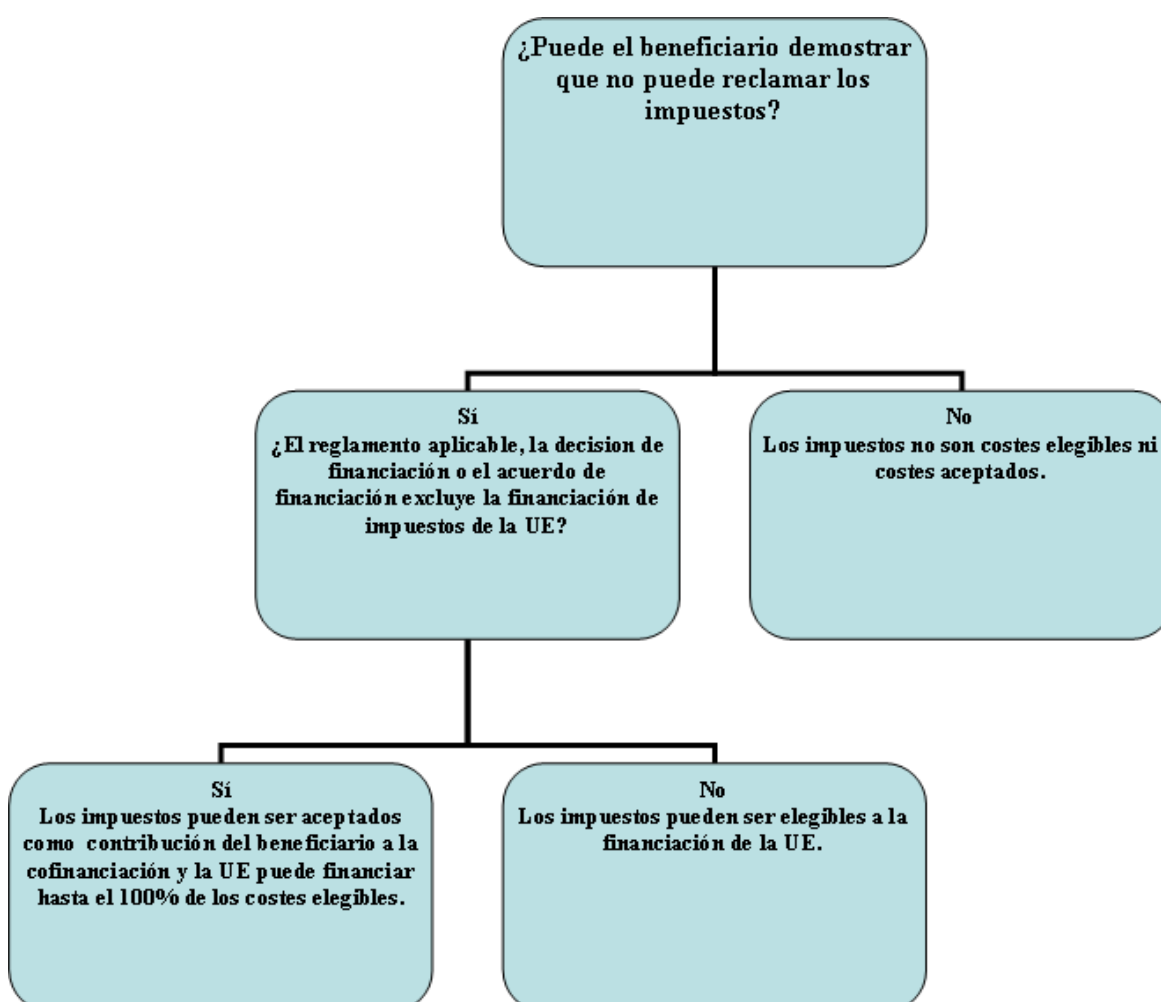 ¿Puede el beneficiario demostrar
que no puede reclamar los
impuestos?
Sí
¿El reglamento aplicable, la decision de
financiación o el acuerdo de
financiación excluye la financiación de
impuestos de la UE?
No
Los impuestos no son costes elegibles ni
costes aceptados.
Sí
Los impuestos pueden ser aceptados
como contribución del beneficiario a la
cofinanciación y la UE puede financiar
hasta el 100% de los costes elegibles.
No
Los impuestos pueden ser elegibles a la
financiación de la UE.